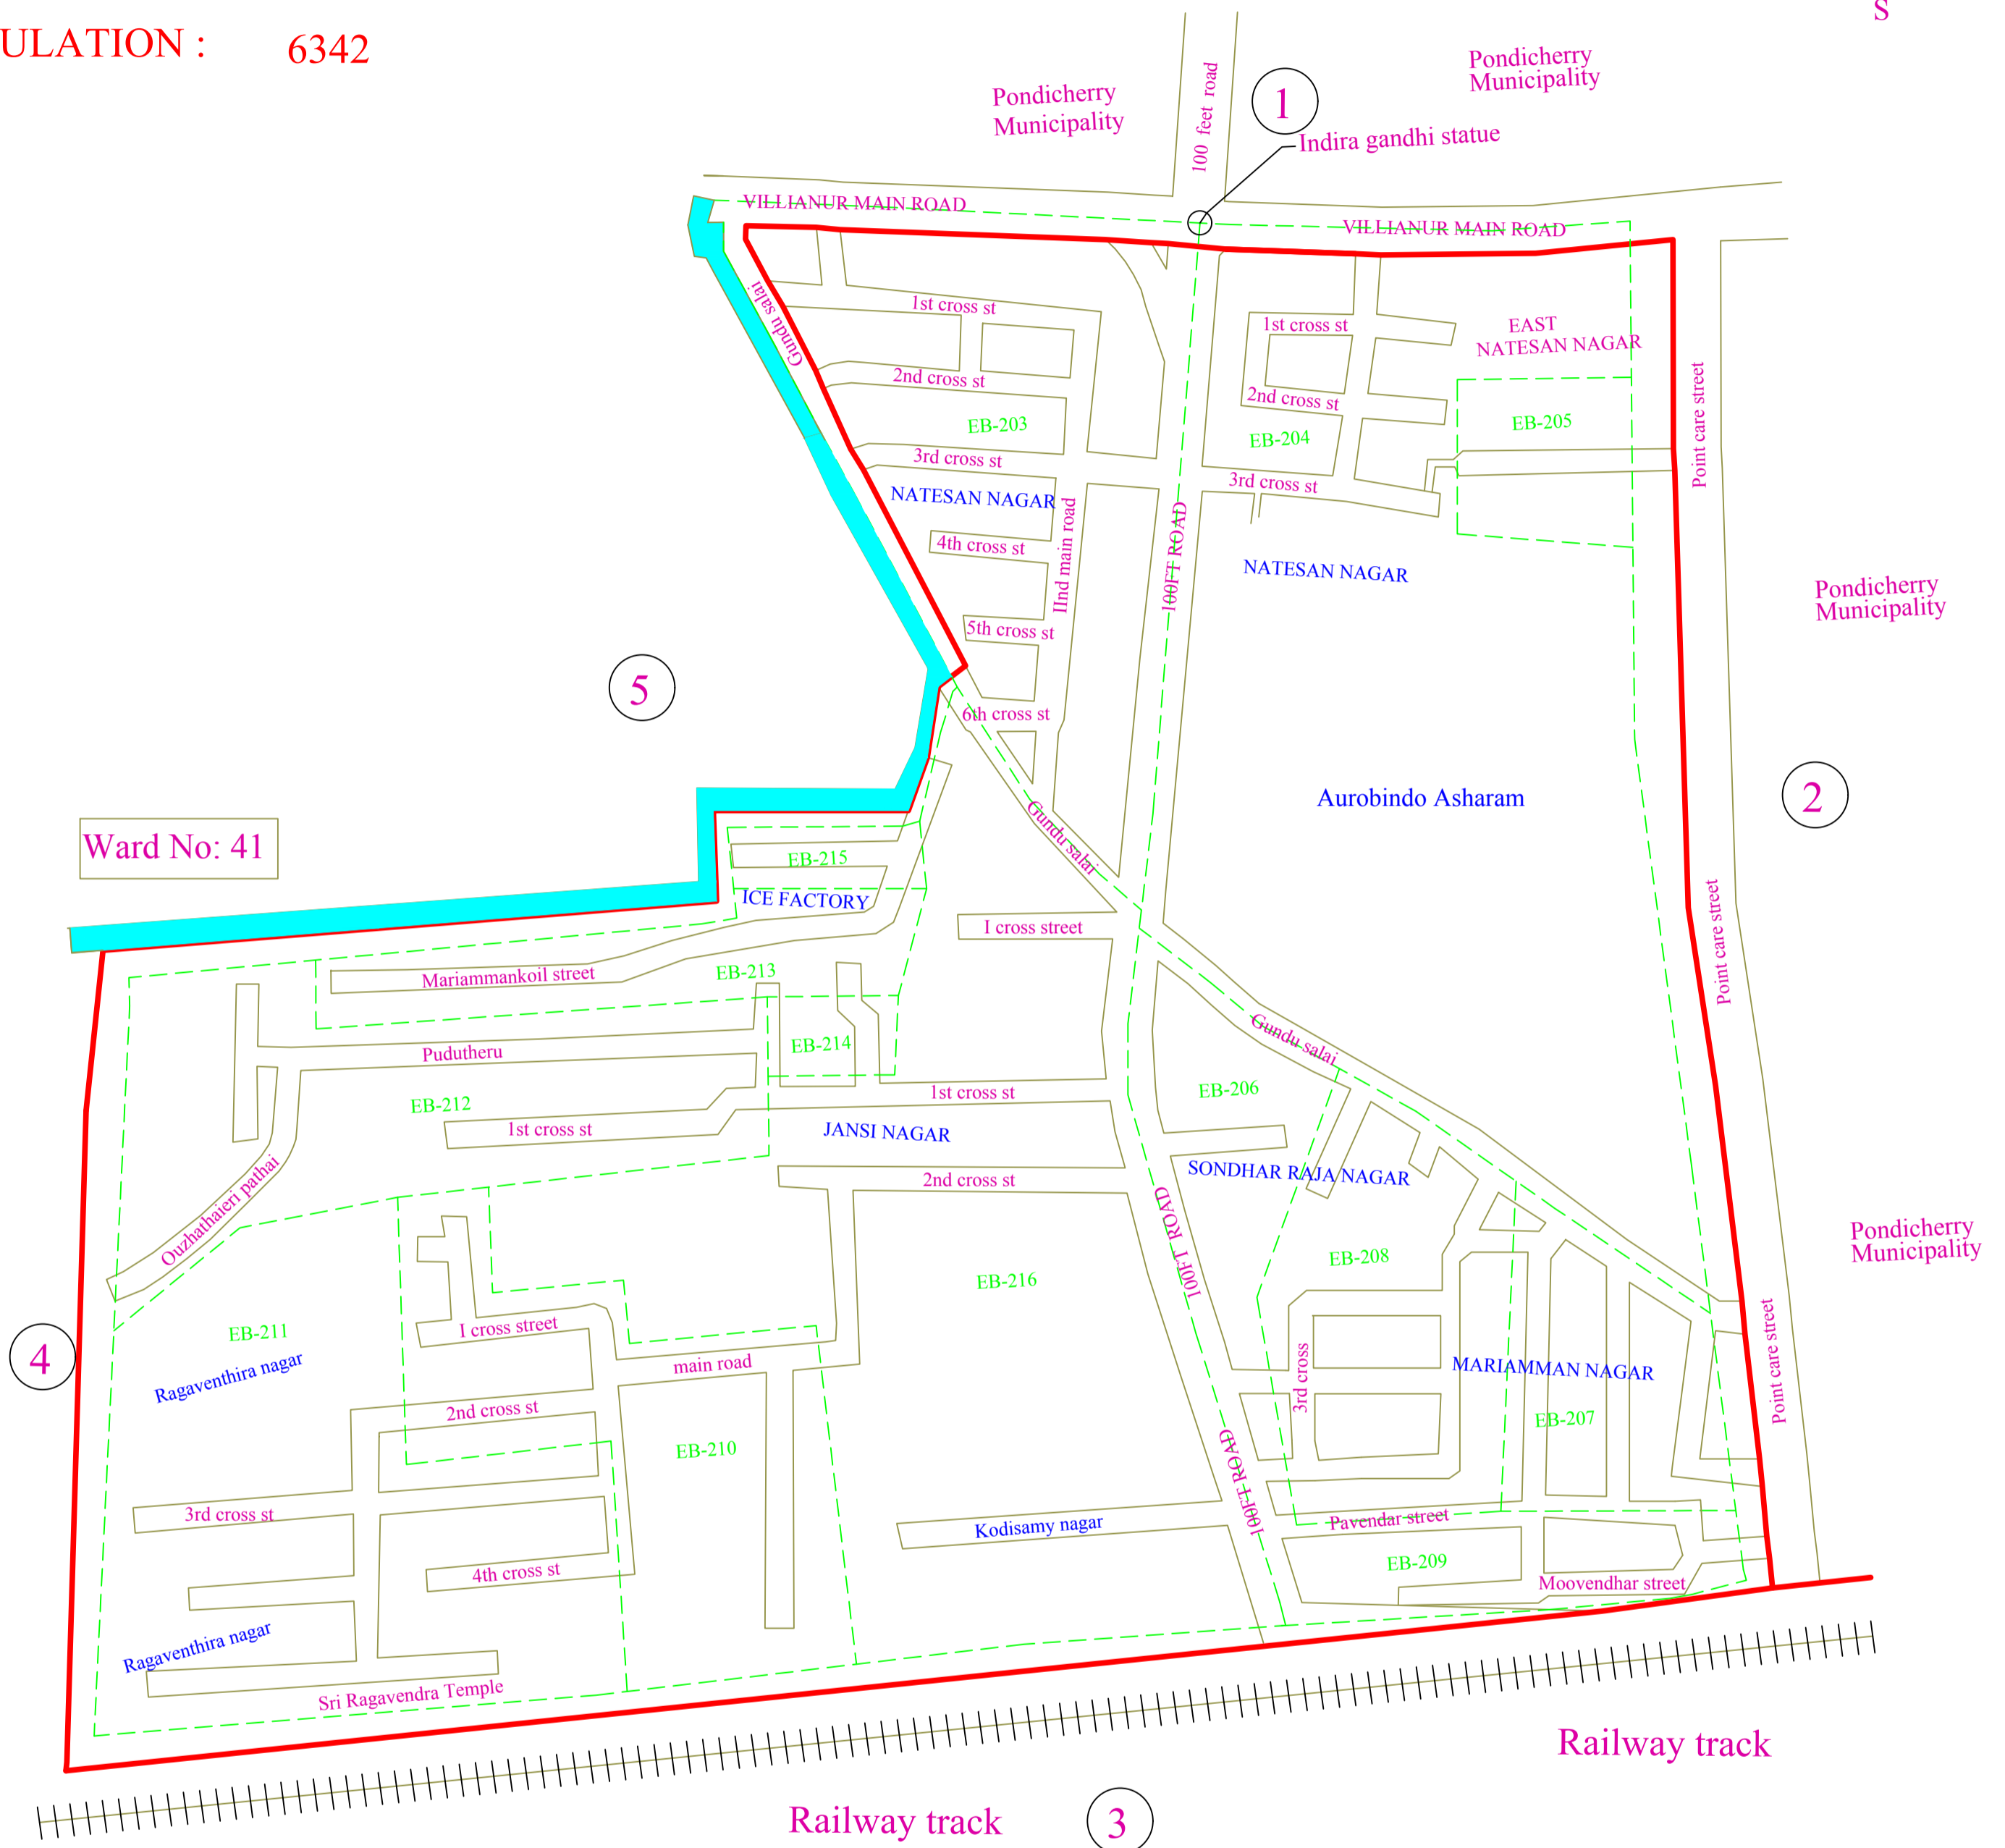 S
ULATION : 6342
Pondicherry
Municipality
100 feet road
1
Pondicherry
Municipality
Indira gandhi statue
VILLIANUR MAIN ROAD
VILLIANUR MAIN ROAD
Gundu salai
1st cross st
1st cross st
EAST
NATESAN NAGAR
2nd cross st
2nd cross st
EB-203
EB-204
EB-205
Point care street
3rd cross st
3rd cross st
NATESAN NAGAR
IInd main road
100FT ROAD
4th cross st
NATESAN NAGAR
Pondicherry
Municipality
5th cross st
5
6th cross st
Aurobindo Asharam
2
Gundu salai
Ward No: 41
EB-215
ICE FACTORY
I cross street
Point care street
Mariammankoil street
EB-213
Gundu salai
Pudutheru
EB-214
EB-212
1st cross st
EB-206
1st cross st
JANSI NAGAR
SONDHAR RAJA NAGAR
2nd cross st
Ouzhathaieri pathai
100FT ROAD
Pondicherry
Municipality
EB-208
EB-216
EB-211
I cross street
4
main road
Ragaventhira nagar
3rd cross
MARIAMMAN NAGAR
Point care street
2nd cross st
EB-207
EB-210
100FT ROAD
3rd cross st
Kodisamy nagar
Pavendar street
EB-209
4th cross st
Moovendhar street
Ragaventhira nagar
Sri Ragavendra Temple
Railway track
Railway track
3